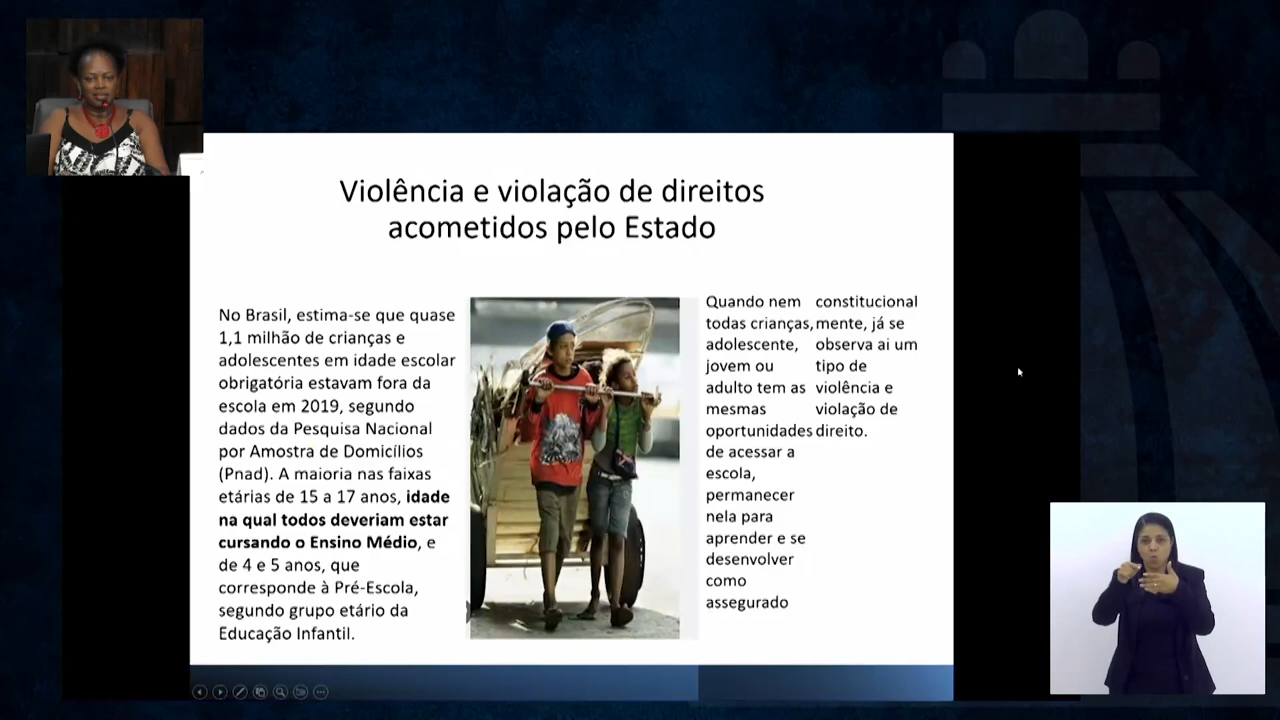 Violência e violação de direitos
acometidos pelo Estado
No Brasil, estima-se que quase
1,1 milhão de crianças e
adolescentes em idade escolar
obrigatória estavam fora da
escola em 2019, segundo
dados da Pesquisa Nacional
por Amostra de Domicílios
(Pnad). A maioria nas faixas
etárias de 15 a 17 anos, idade
na qual todos deveriam estar
cursando o Ensino Médio, e
de 4 e 5 anos, que
corresponde à Pré-Escola,
segundo grupo etário da
Educação Infantil.
Quando nem
todas crianças,
adolescente,
jovem ou
adulto tem as
mesmas
oportunidades
de acessar a
escola,
permanecer
nela para
aprender e se
desenvolver
como
assegurado
constitucional
mente, já se
observa ai um
tipo de
violência e
violação de
direito.